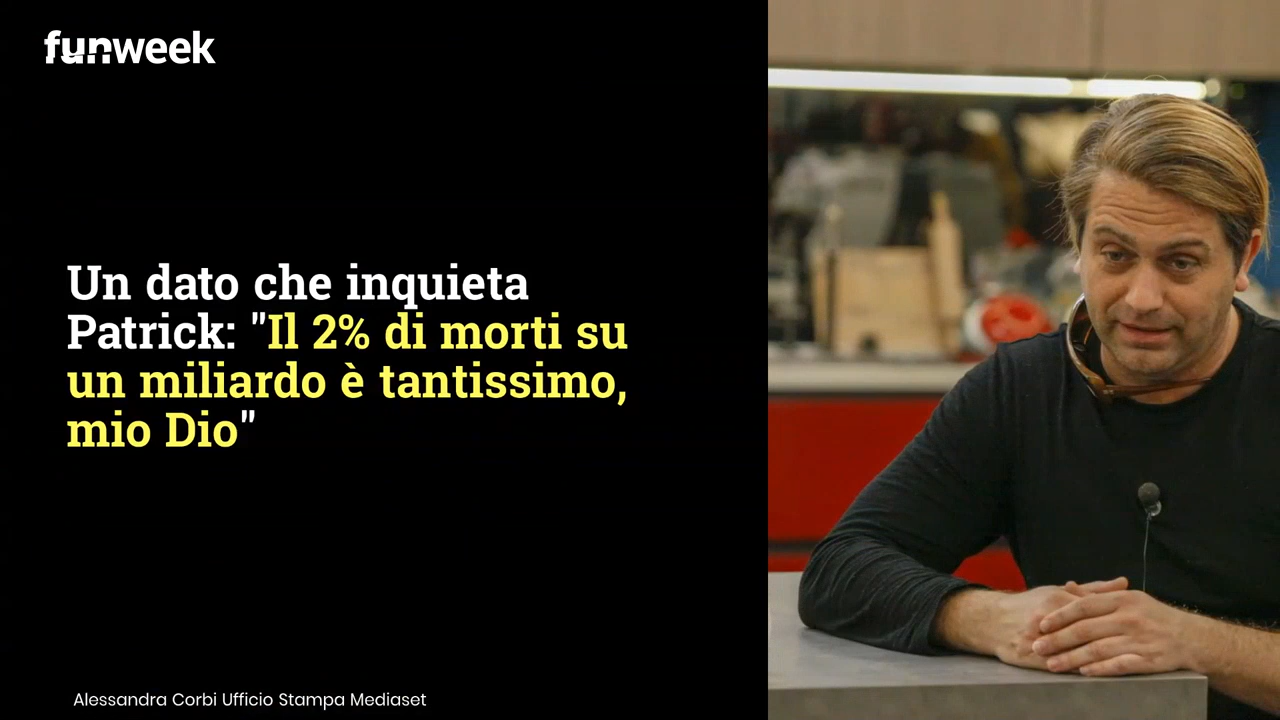 funweek
Un dato che inquieta
Patrick: "Il 2% di morti su
un miliardo è tantissimo,
mio Dio"
Alessandra Corbi Ufficio Stampa Mediaset